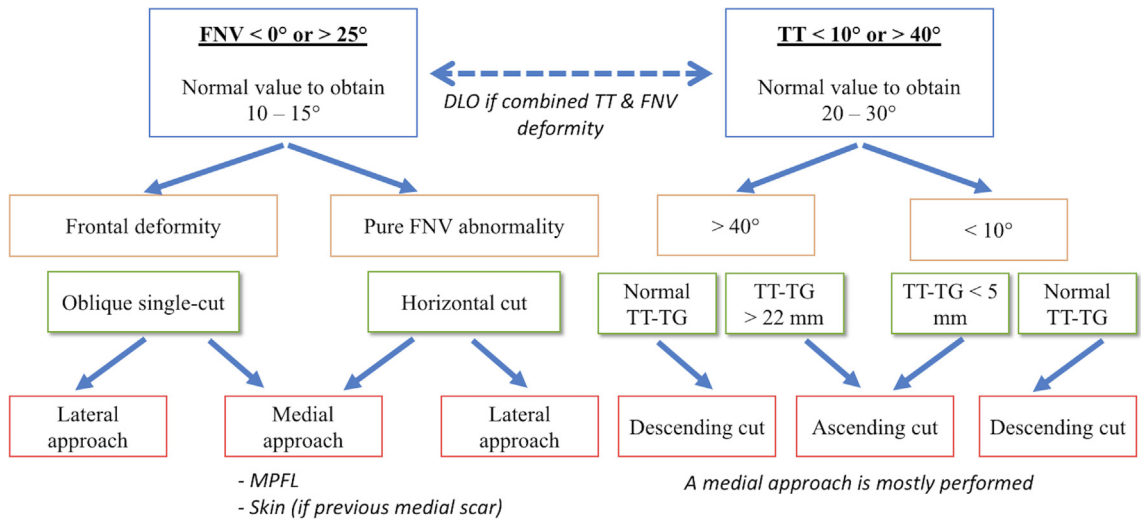 FNV < 0° or > 25°
Normal value to obtain
10 – 15°
DLO if combined TT & FNV
deformity
TT < 10° or > 40°
Normal value to obtain
20 – 30°
Frontal deformity
Pure FNV abnormality
> 40°
< 10°
Oblique single-cut
Horizontal cut
Normal
TT-TG
TT-TG
> 22 mm
TT-TG < 5
mm
Normal
TT-TG
Lateral
approach
Medial
approach
Lateral
approach
Descending cut
Ascending cut
Descending cut
- MPFL
- Skin (if previous medial scar)
A medial approach is mostly performed